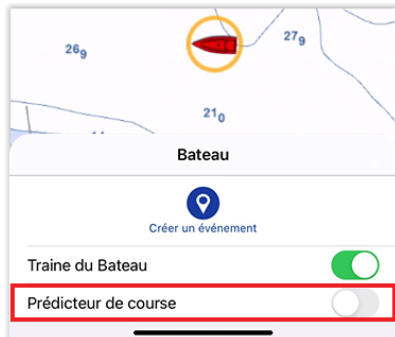 26₉
27₉
21₀
Bateau
Créer un événement
Traine du Bateau
Prédicteur de course